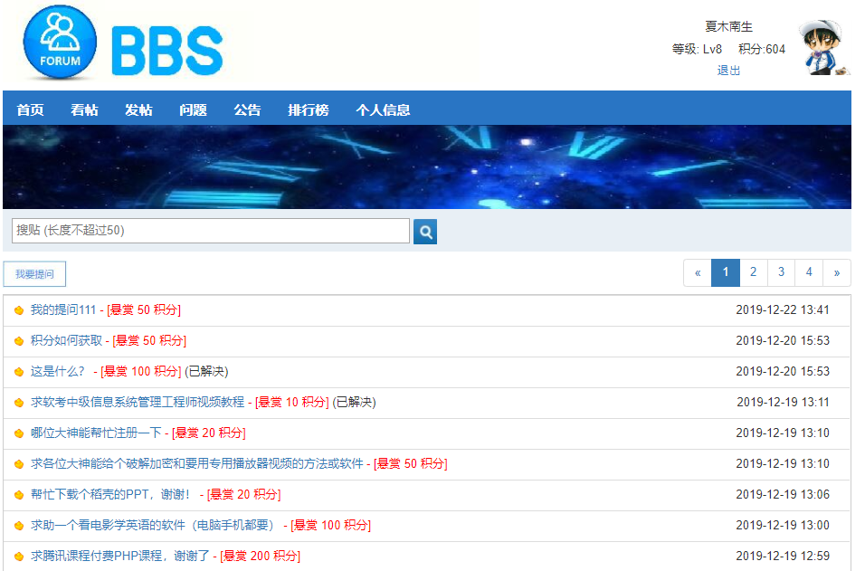 夏木南生
等级: Lv8 积分:604
退出
FORUM BBS
首页 看帖 发帖 问题 公告 排行榜 个人信息
搜贴 (长度不超过50)
我要提问 « 1 2 3 4 »
我的提问111 - [悬赏 50 积分] 2019-12-22 13:41
积分如何获取 - [悬赏 50 积分] 2019-12-20 15:53
这是什么? - [悬赏 100 积分] (已解决) 2019-12-20 15:53
求软考中级信息系统管理工程师视频教程 - [悬赏 10 积分] (已解决) 2019-12-19 13:11
哪位大神能帮忙注册一下 - [悬赏 20 积分] 2019-12-19 13:10
求各位大神能给个破解加密和要用专用播放器视频的方法或软件 - [悬赏 50 积分] 2019-12-19 13:10
帮忙下载个稻壳的PPT，谢谢! - [悬赏 20 积分] 2019-12-19 13:06
求助一个看电影学英语的软件（电脑手机都要） - [悬赏 100 积分] 2019-12-19 13:00
求腾讯课程付费PHP课程，谢谢了 - [悬赏 200 积分] 2019-12-19 12:59